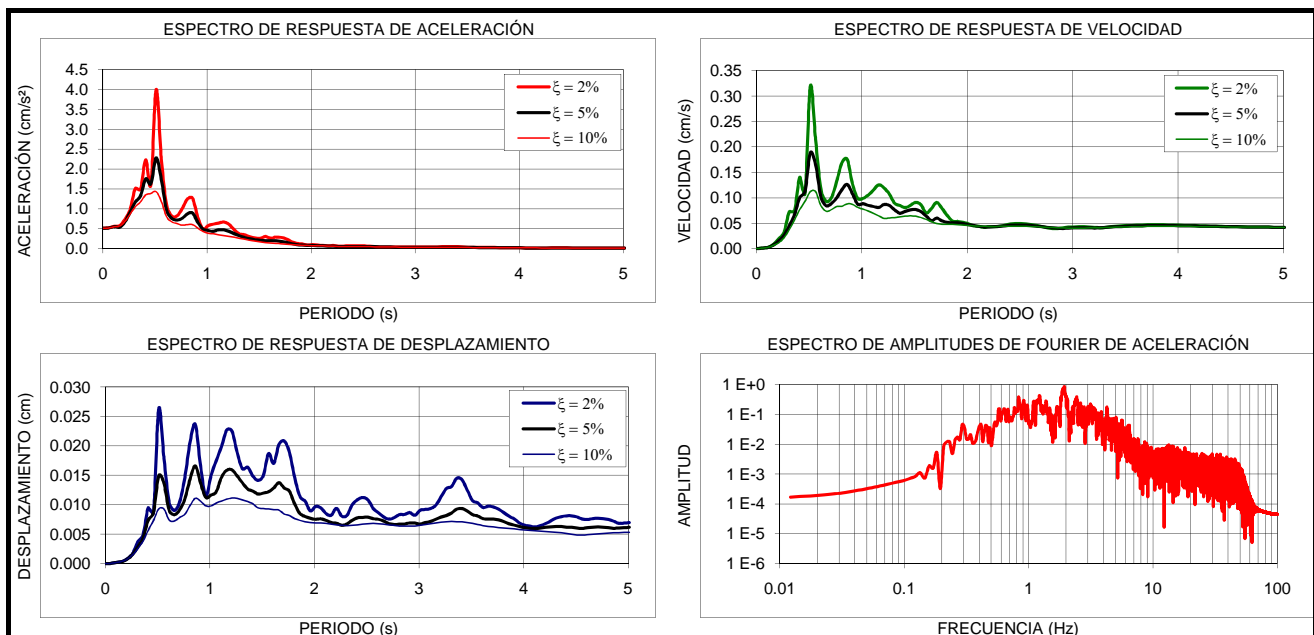 ESPECTRO DE RESPUESTA DE ACELERACIÓN
ACELERACIÓN (cm/s²)
4.5
4.0
3.5
3.0
2.5
2.0
1.5
1.0
0.5
0.0
ξ = 2%
ξ = 5%
ξ = 10%
0 1 2 3 4 5
PERIODO (s)
ESPECTRO DE RESPUESTA DE VELOCIDAD
VELOCIDAD (cm/s)
0.35
0.30
0.25
0.20
0.15
0.10
0.05
0.00
ξ = 2%
ξ = 5%
ξ = 10%
0 1 2 3 4 5
PERIODO (s)
ESPECTRO DE RESPUESTA DE DESPLAZAMIENTO
DESPLAZAMIENTO (cm)
0.030
0.025
0.020
0.015
0.010
0.005
0.000
ξ = 2%
ξ = 5%
ξ = 10%
0 1 2 3 4 5
PERIODO (s)
ESPECTRO DE AMPLITUDES DE FOURIER DE ACELERACIÓN
AMPLITUD
1 E+0
1 E-1
1 E-2
1 E-3
1 E-4
1 E-5
1 E-6
0.01 0.1 1 10 100
FRECUENCIA (Hz)